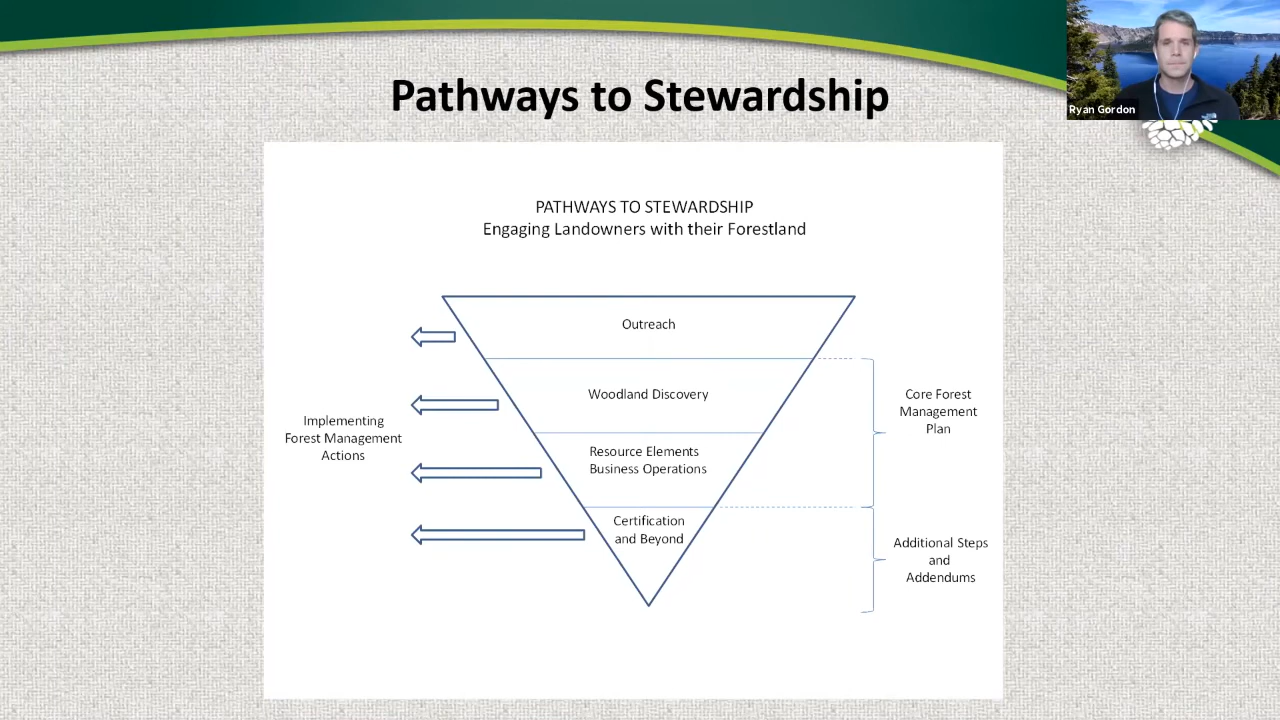 Ryan Gordon
Pathways to Stewardship
PATHWAYS TO STEWARDSHIP
Engaging Landowners with their Forestland
Outreach
Woodland Discovery
Resource Elements
Business Operations
Certification
and Beyond
Implementing
Forest Management
Actions
Core Forest
Management
Plan
Additional Steps
and
Addendums